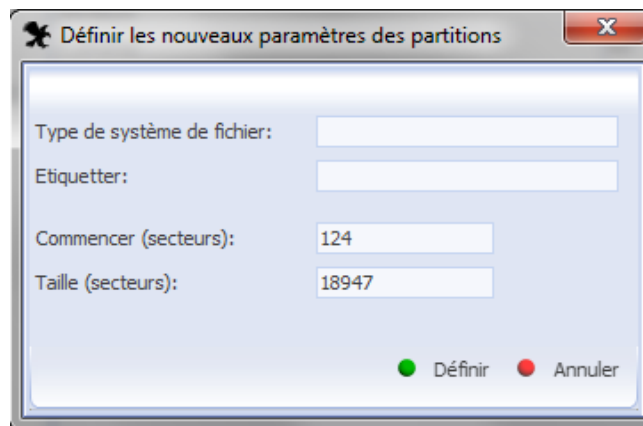 Définir les nouveaux paramètres des partitions
Type de système de fichier:
Etiquetter:
Commencer (secteurs): 124
Taille (secteurs): 18947
Définir Annuler